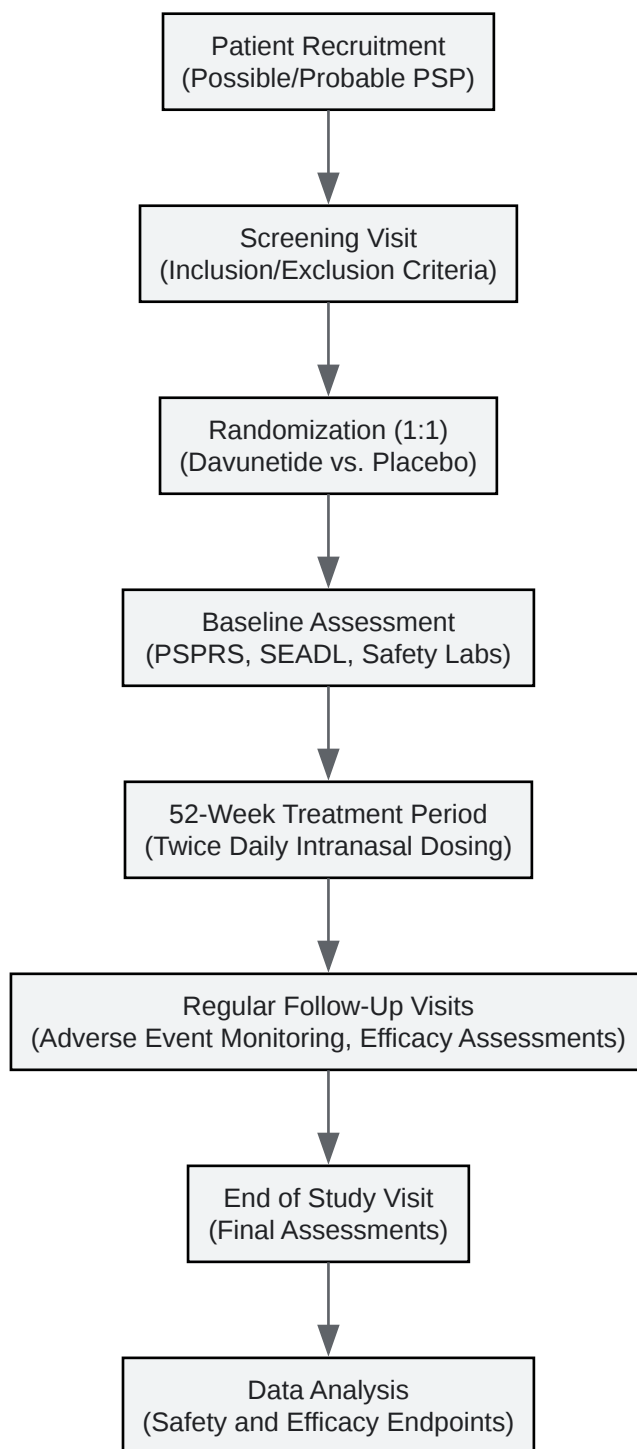 Patient Recruitment
(Possible/Probable PSP)
Screening Visit
(Inclusion/Exclusion Criteria)
Randomization (1:1)
(Davunetide vs. Placebo)
Baseline Assessment
(PSPRS, SEADL, Safety Labs)
52-Week Treatment Period
(Twice Daily Intranasal Dosing)
Regular Follow-Up Visits
(Adverse Event Monitoring, Efficacy Assessments)
End of Study Visit
(Final Assessments)
Data Analysis
(Safety and Efficacy Endpoints)